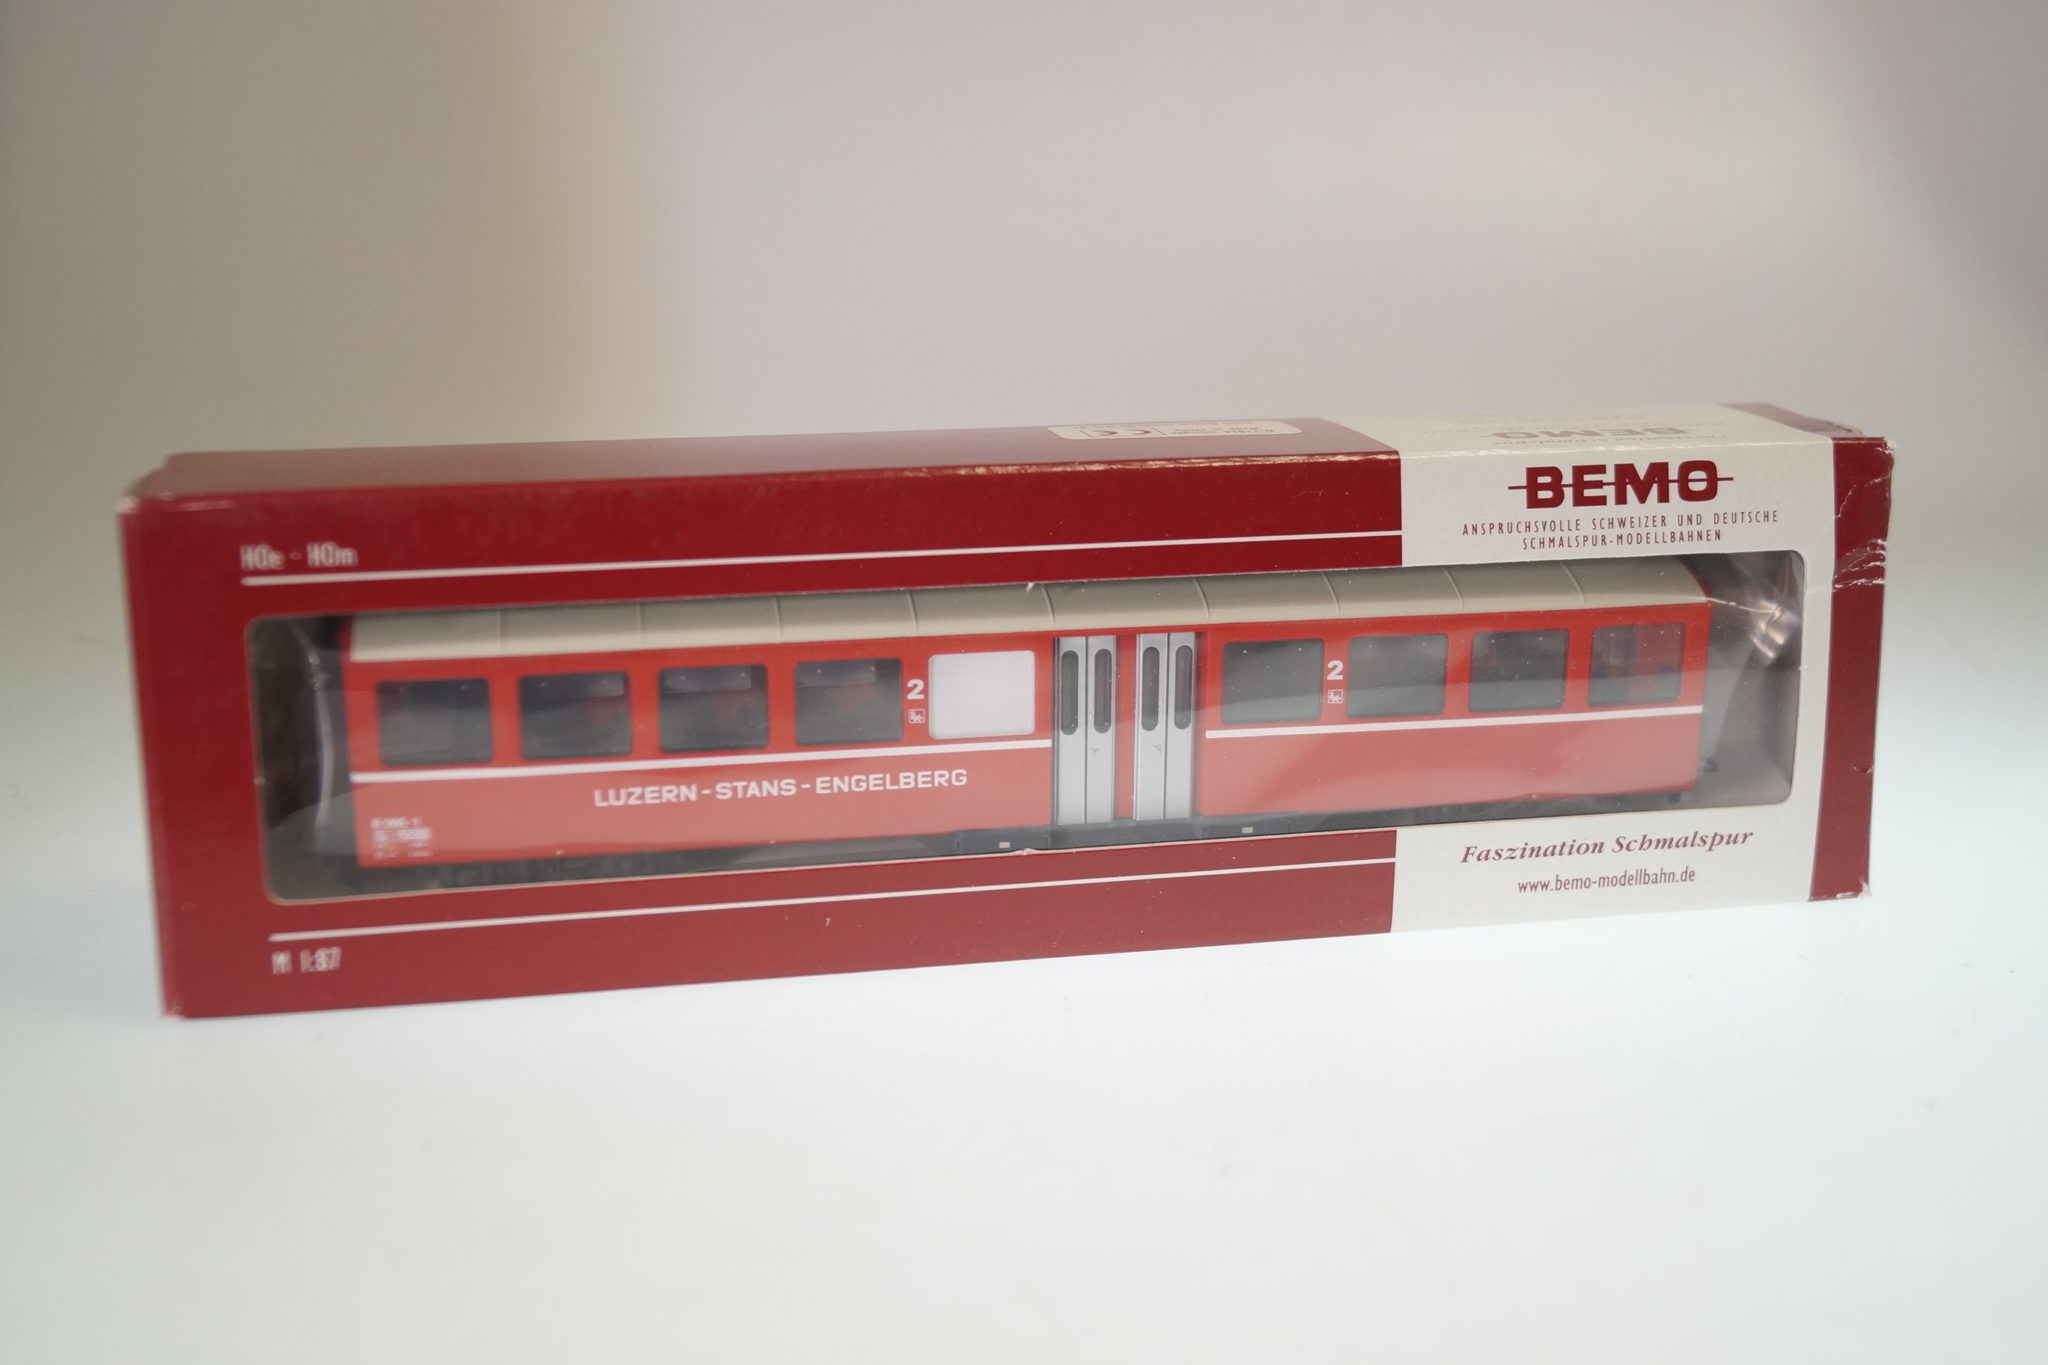 BEMO
BEMO
ANSPRUCHSVOLLE SCHWEIZER UND DEUTSCHE
SCHMALSPUR-MODELLBAHNEN
H0e - H0m
2
2
LUZERN-STANS-ENGELBERG
Faszination Schmalspur
www.bemo-modellbahn.de
M 1:87